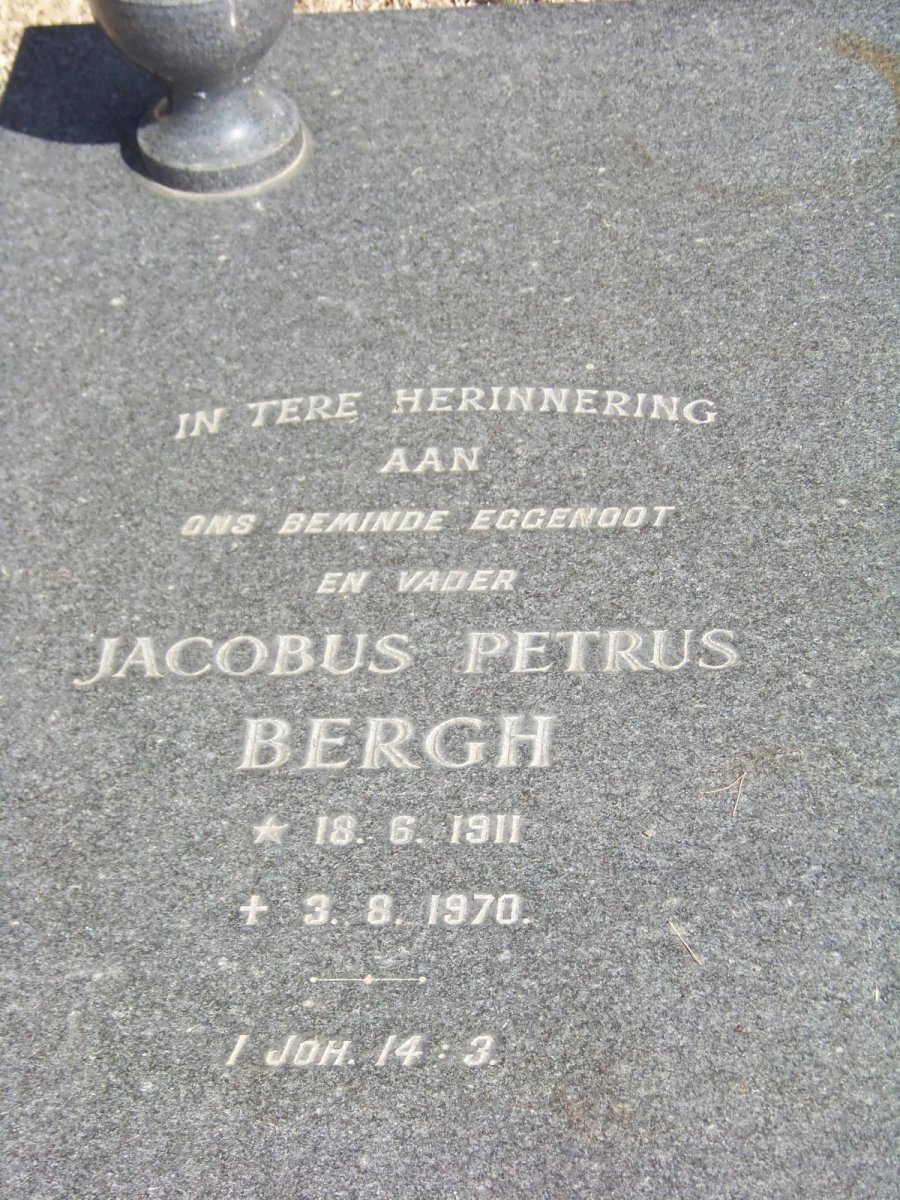 IN TERE HERINNERING
AAN
ONS BEMINDE EGGENOOT
EN VADER
JACOBUS PETRUS
BERGH
★ 18. 6. 1911
✝ 3. 8. 1970.
1 JOH. 14 : 3.